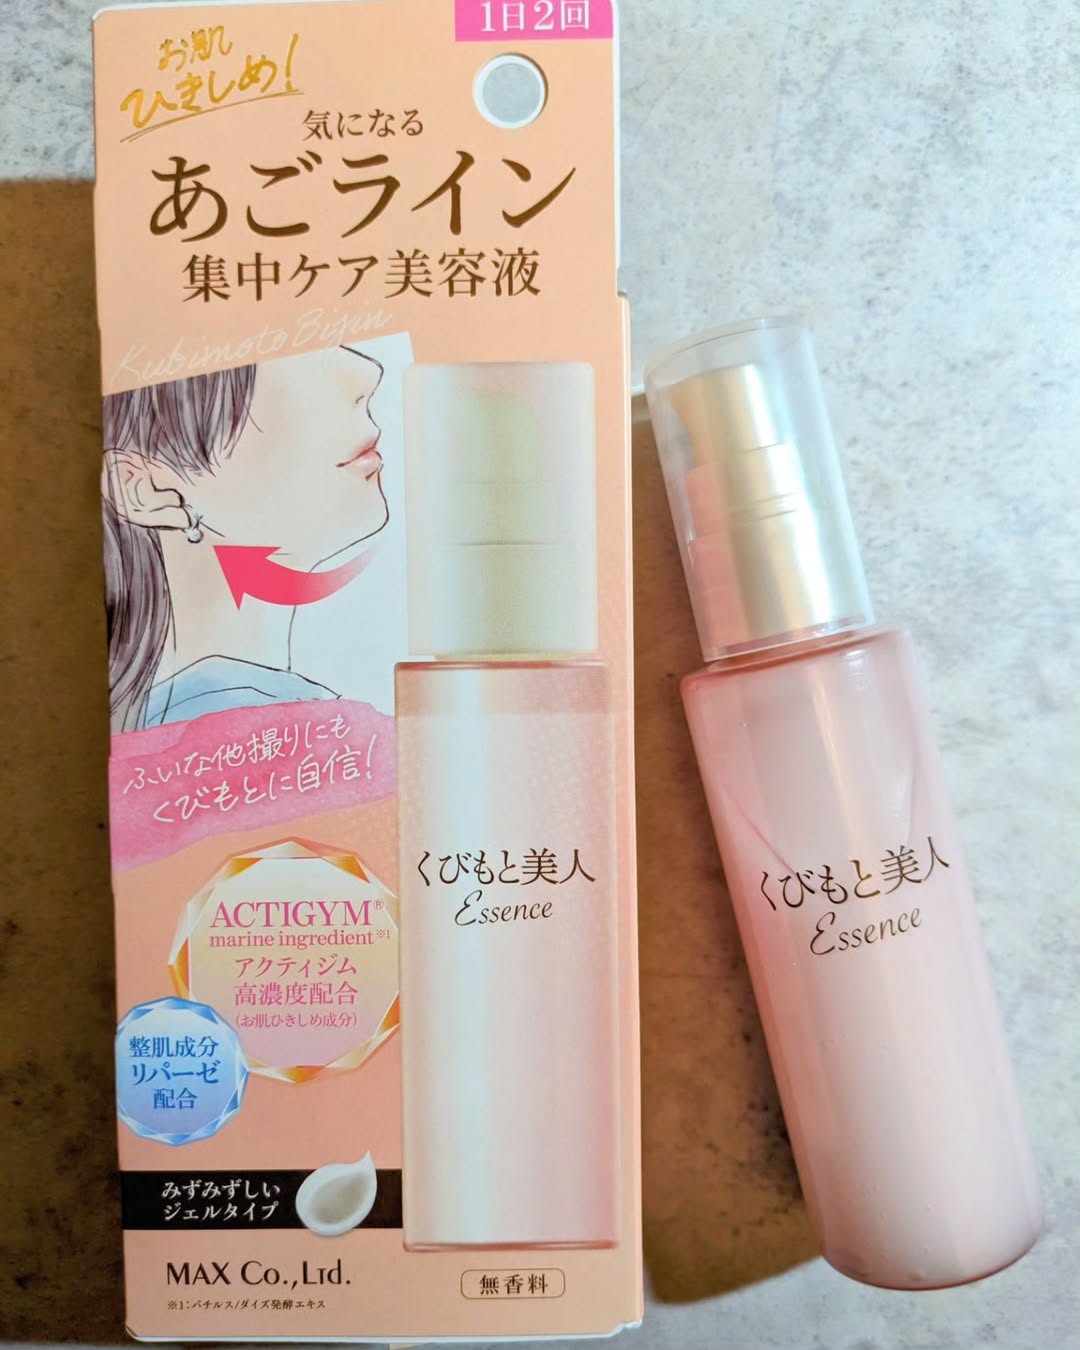 1日2回
お肌
ひきしめ!
気になる
あごライン
集中ケア美容液
Kubimoto Bijin
ふいな他撮りにも
くびもとに自信!
くびもと美人
Essence
ACTIGYM®
marine ingredient※1
アクティジム
高濃度配合
(お肌ひきしめ成分)
整肌成分
リパーゼ
配合
みずみずしい
ジェルタイプ
MAX Co.,Ltd.
※1:バチルス/ダイズ発酵エキス
無香料
くびもと美人
Essence